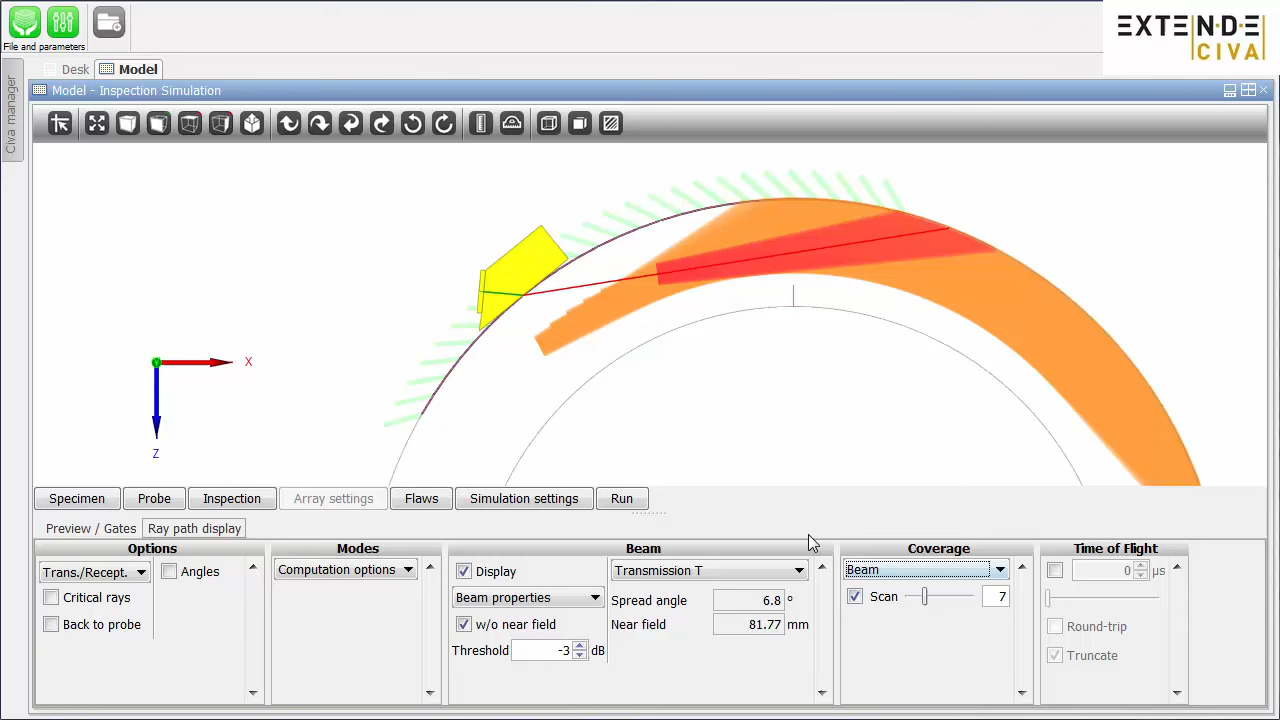 EXTENDE
CIVA
File and parameters
Desk
Model
Civa manager
Model - Inspection Simulation
X
Z
Specimen
Probe
Inspection
Array settings
Flaws
Simulation settings
Run
Preview / Gates
Ray path display
Options
Modes
Beam
Coverage
Time of Flight
Trans./Recept.
Angles
Critical rays
Back to probe
Computation options
Display
Beam properties
w/o near field
Threshold
-3
dB
Transmission T
Spread angle
6.8
°
Near field
81.77
mm
Beam
Scan
7
0
µs
Round-trip
Truncate